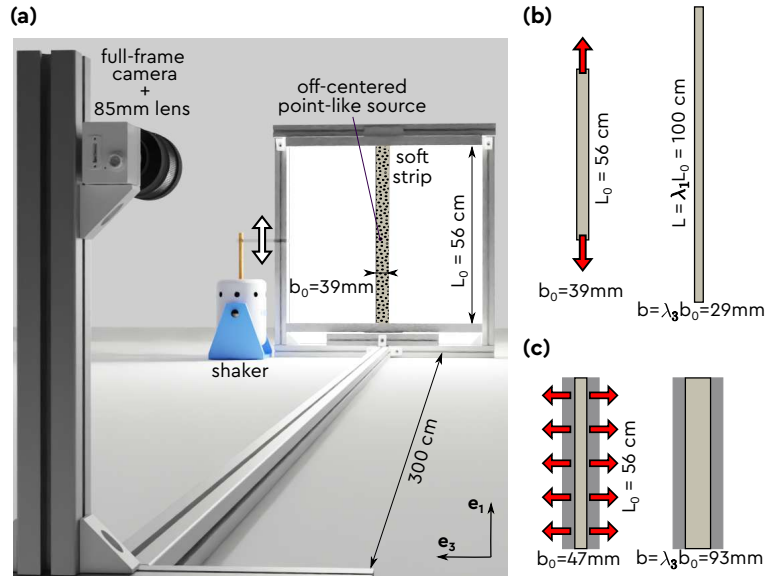 (a)
full-frame
camera
+
85mm lens
off-centered
point-like source
soft
strip
L₀ = 56 cm
b₀=39mm
shaker
300 cm
e₁
e₃
(b)
L₀ = 56 cm
L = λ₁L₀ = 100 cm
b₀=39mm
b=λ₃b₀=29mm
(c)
L₀ = 56 cm
b₀=47mm
b=λ₃b₀=93mm